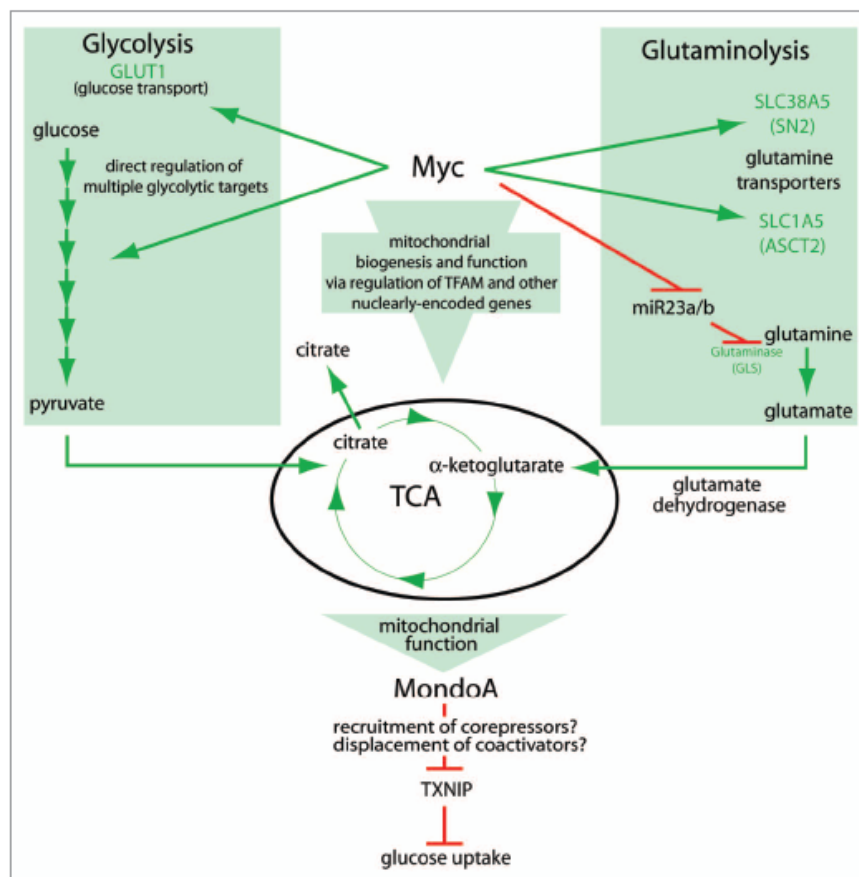 Glycolysis
GLUT1
(glucose transport)
glucose
direct regulation of
multiple glycolytic targets
pyruvate
Myc
mitochondrial
biogenesis and function
via regulation of TFAM and other
nuclearly-encoded genes
Glutaminolysis
SLC38A5
(SN2)
glutamine
transporters
SLC1A5
(ASCT2)
miR23a/b
glutamine
Glutaminase
(GLS)
glutamate
glutamate
dehydrogenase
citrate
citrate
α-ketoglutarate
TCA
mitochondrial
function
MondoA
recruitment of corepressors?
displacement of coactivators?
TXNIP
glucose uptake